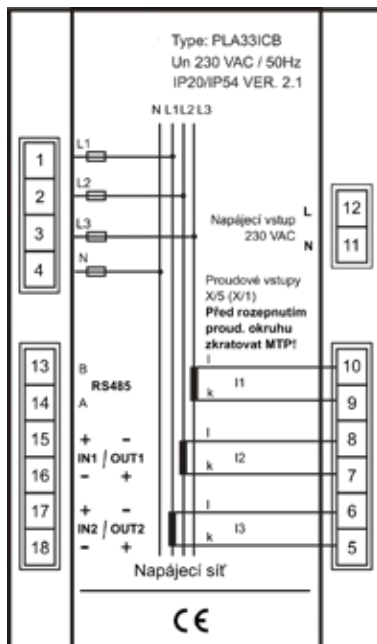 Type: PLA33ICB
Un 230 VAC / 50Hz
IP20/IP54 VER. 2.1
N L1 L2 L3
1 L1
2 L2
3 L3
4 N
Napájecí vstup L 12
230 VAC N 11
Proudové vstupy
X/5 (X/1)
Před rozepnutím
proud. okruhu
zkratovat MTP!
13 B
RS485
14 A
l 10
I1
k 9
15 + -
IN1 / OUT1
16 - +
l 8
I2
k 7
17 + -
IN2 / OUT2
18 - +
l 6
I3
k 5
Napájecí síť
CE